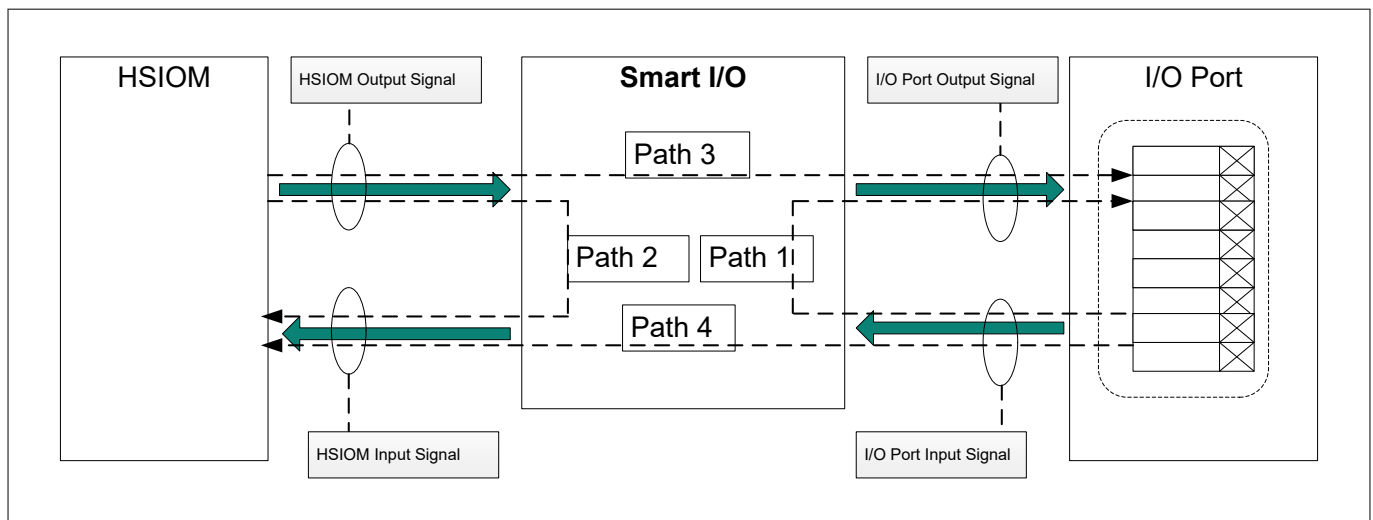 HSIOM
HSIOM Output Signal
Smart I/O
I/O Port Output Signal
I/O Port
Path 3
Path 2
Path 1
Path 4
HSIOM Input Signal
I/O Port Input Signal